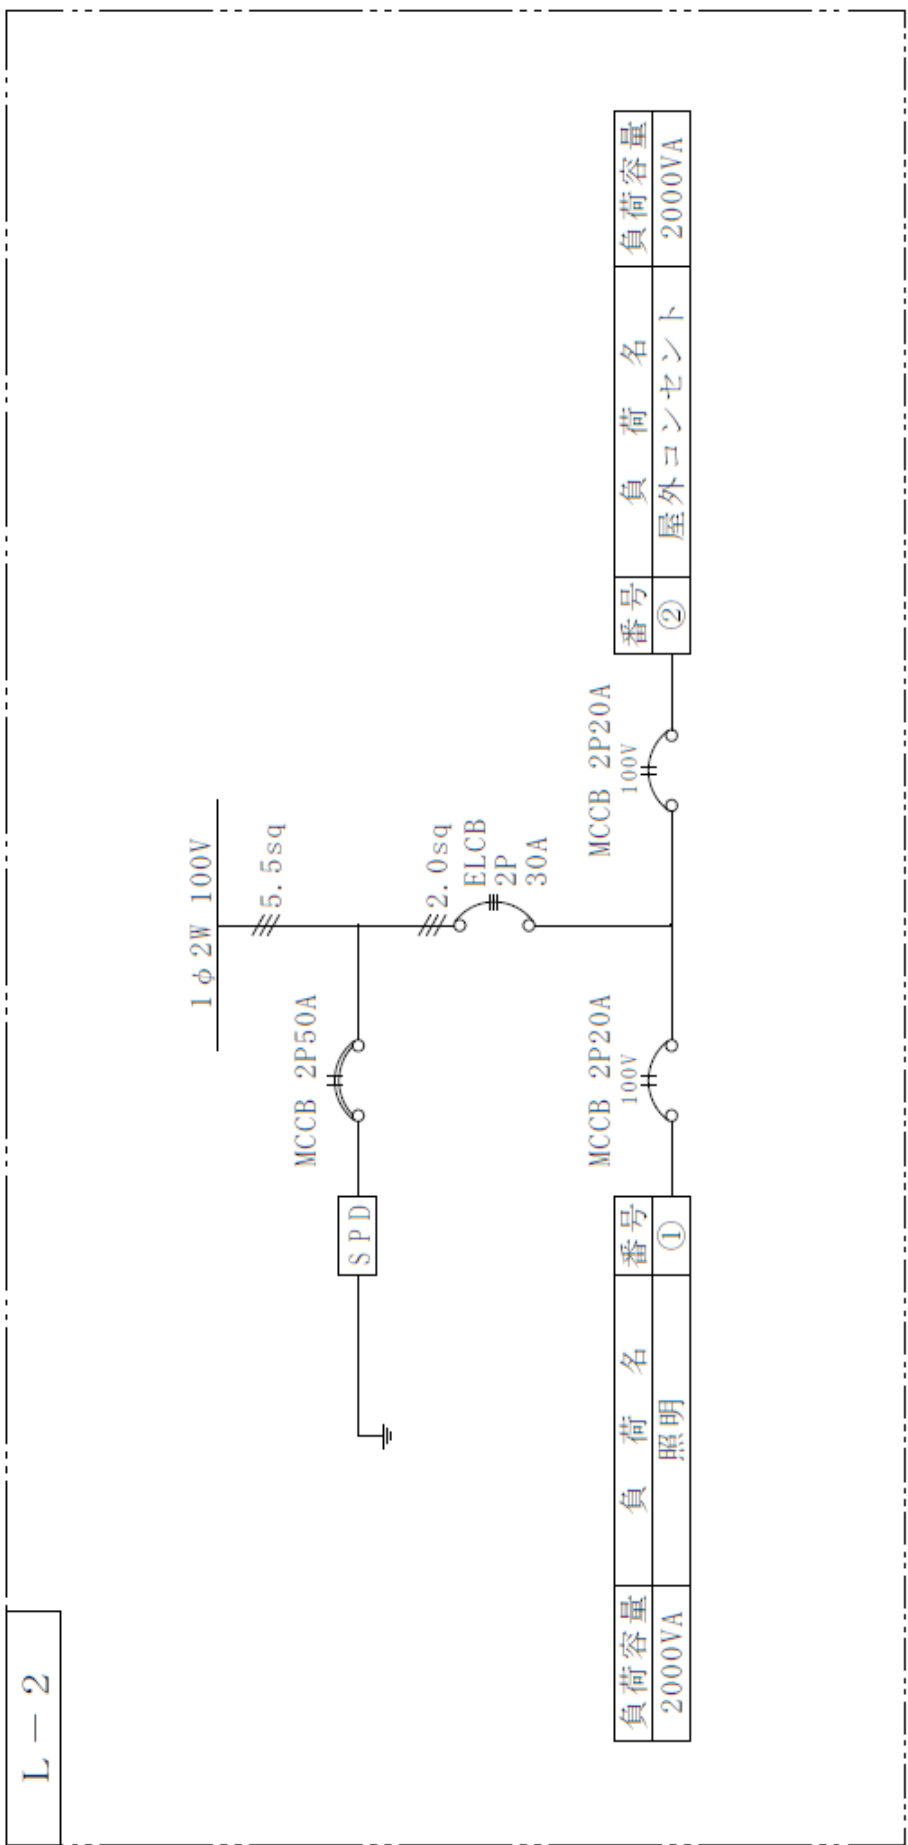 L－2
1φ2W 100V
5.5sq
MCCB 2P50A
SPD
2.0sq
ELCB
2P
30A
MCCB 2P20A
100V
MCCB 2P20A
100V
負荷容量 負荷名 番号
2000VA 照明 ①
番号 負荷名 負荷容量
② 屋外コンセント 2000VA